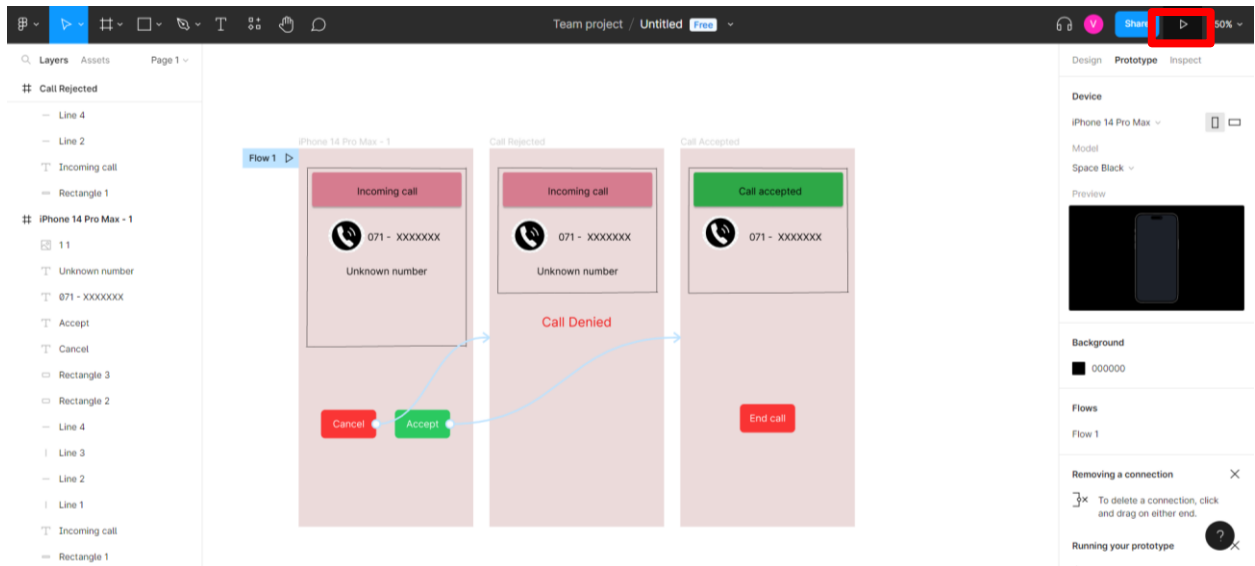 Team project / Untitled Free
V
Share
50%
Layers Assets Page 1
Call Rejected
Line 4
Line 2
Incoming call
Rectangle 1
iPhone 14 Pro Max - 1
1 1
Unknown number
071 - XXXXXXX
Accept
Cancel
Rectangle 3
Rectangle 2
Line 4
Line 3
Line 2
Line 1
Incoming call
Rectangle 1
Flow 1
iPhone 14 Pro Max - 1
Incoming call
071 - XXXXXXX
Unknown number
Cancel
Accept
Call Rejected
Incoming call
071 - XXXXXXX
Unknown number
Call Denied
Call Accepted
Call accepted
071 - XXXXXXX
End call
Design Prototype Inspect
Device
iPhone 14 Pro Max
Model
Space Black
Preview
Background
000000
Flows
Flow 1
Removing a connection
To delete a connection, click
and drag on either end.
Running your prototype
?